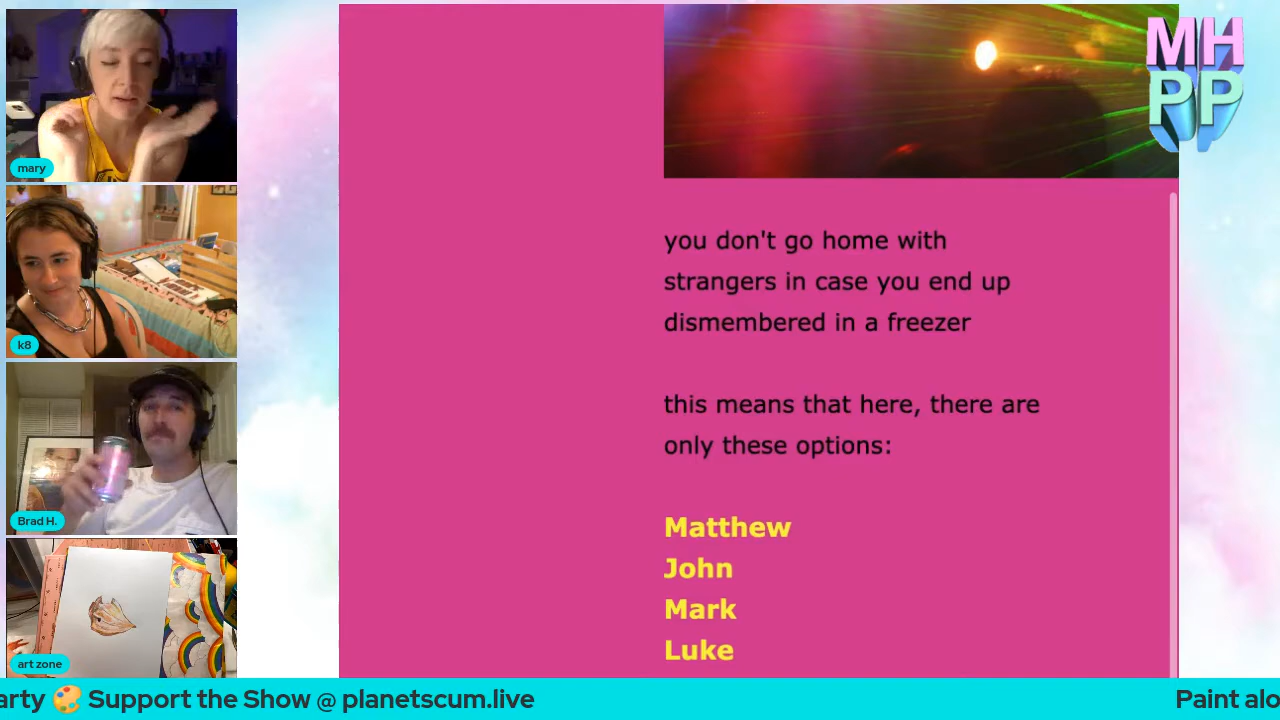 MH
PP
mary
k8
Brad H.
art zone
you don't go home with
strangers in case you end up
dismembered in a freezer
this means that here, there are
only these options:
Matthew
John
Mark
Luke
arty 🎨 Support the Show @ planetscum.live
Paint alo